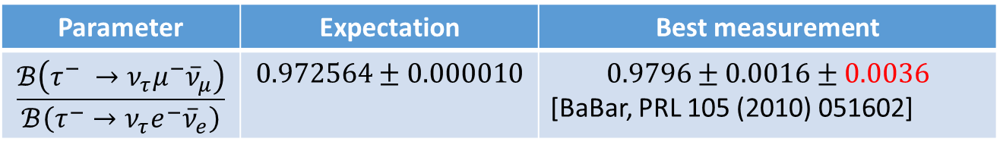 Parameter Expectation Best measurement
ℬ(τ⁻ → ν_τ μ⁻ ν̄_μ) 0.972564 ± 0.000010 0.9796 ± 0.0016 ± 0.0036
ℬ(τ⁻ → ν_τ e⁻ ν̄_e) [BaBar, PRL 105 (2010) 051602]